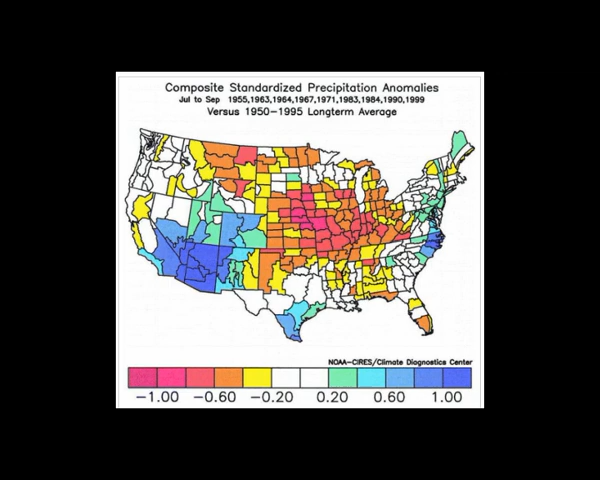 Composite Standardized Precipitation Anomalies
Jul to Sep 1955,1963,1964,1967,1971,1983,1984,1990,1999
Versus 1950-1995 Longterm Average
NOAA-CIRES/Climate Diagnostics Center
-1.00 -0.60 -0.20 0.20 0.60 1.00